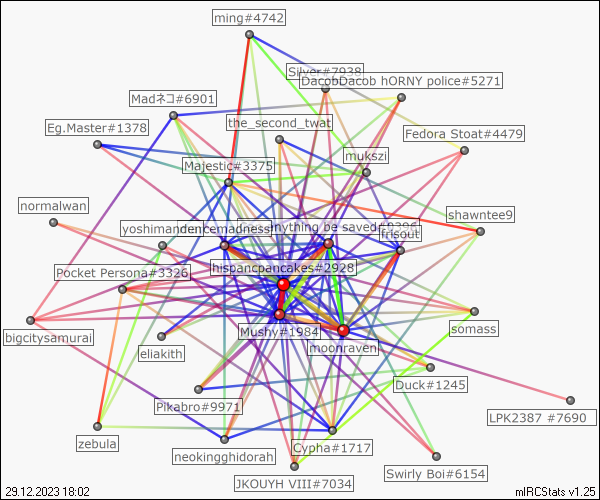 ming#4742
Silver#7938
DacobDacob hORNY police#5271
Madネコ#6901
the_second_twat
Eg.Master#1378
Fedora Stoat#4479
mukszi
Majestic#3375
normalwan
shawntee9
yoshimanden
cemadness
anything be saved
frisout
hispancpancakes#2928
Pocket Persona#3326
bigcitysamurai
Mushy#1984
somass
eliakith
moonraven
Duck#1245
Pikabro#9971
LPK2387 #7690
zebula
Cypha#1717
neokingghidorah
Swirly Boi#6154
JKOUYH VIII#7034
29.12.2023 18:02
mIRCStats v1.25